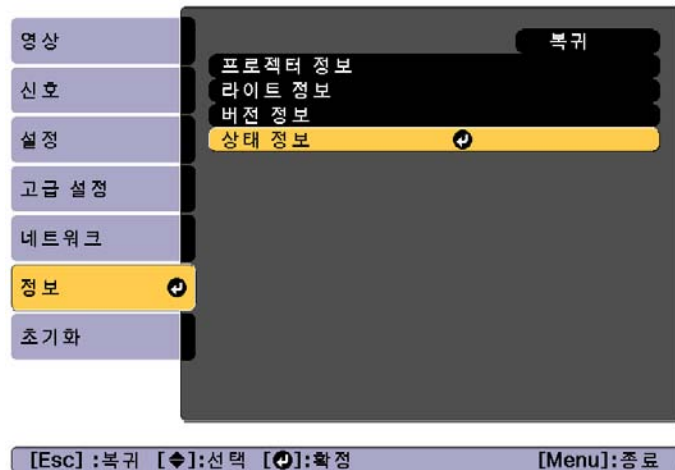 영상
신호
설정
고급 설정
네트워크
정보
초기화
복귀
프로젝터 정보
라이트 정보
버전 정보
상태 정보
[Esc] :복귀 [◆]:선택 [⏎]:확정 [Menu]:종료